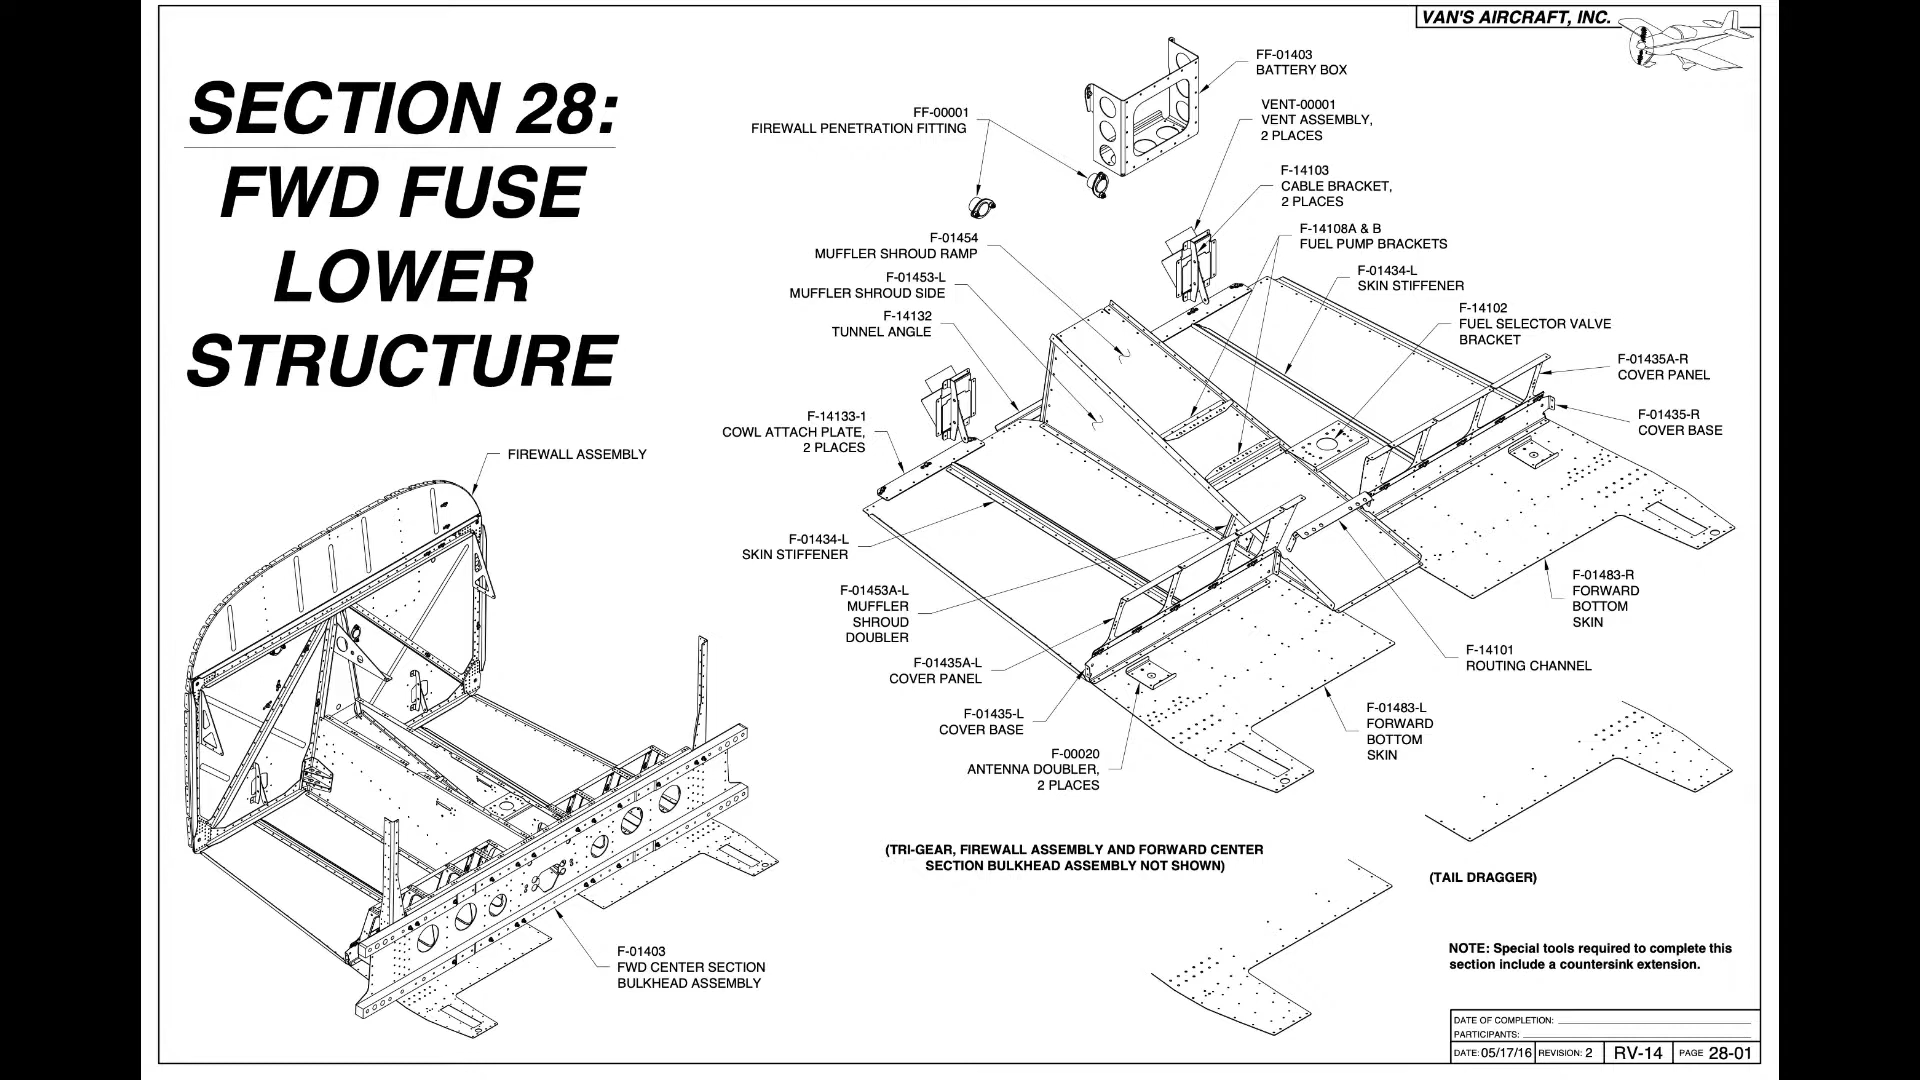 VAN'S AIRCRAFT, INC.
SECTION 28:
FWD FUSE
LOWER
STRUCTURE
FF-01403
BATTERY BOX
VENT-00001
VENT ASSEMBLY,
2 PLACES
FF-00001
FIREWALL PENETRATION FITTING
F-14103
CABLE BRACKET,
2 PLACES
F-14108A & B
FUEL PUMP BRACKETS
F-01454
MUFFLER SHROUD RAMP
F-01453-L
MUFFLER SHROUD SIDE
F-14132
TUNNEL ANGLE
F-01434-L
SKIN STIFFENER
F-14102
FUEL SELECTOR VALVE
BRACKET
F-01435A-R
COVER PANEL
F-01435-R
COVER BASE
F-14133-1
COWL ATTACH PLATE,
2 PLACES
FIREWALL ASSEMBLY
F-01434-L
SKIN STIFFENER
F-01453A-L
MUFFLER
SHROUD
DOUBLER
F-01435A-L
COVER PANEL
F-01435-L
COVER BASE
F-00020
ANTENNA DOUBLER,
2 PLACES
F-01483-R
FORWARD
BOTTOM
SKIN
F-14101
ROUTING CHANNEL
F-01483-L
FORWARD
BOTTOM
SKIN
(TRI-GEAR, FIREWALL ASSEMBLY AND FORWARD CENTER
SECTION BULKHEAD ASSEMBLY NOT SHOWN)
(TAIL DRAGGER)
F-01403
FWD CENTER SECTION
BULKHEAD ASSEMBLY
NOTE: Special tools required to complete this
section include a countersink extension.
DATE OF COMPLETION:
PARTICIPANTS:
DATE: 05/17/16 REVISION: 2 RV-14 PAGE 28-01